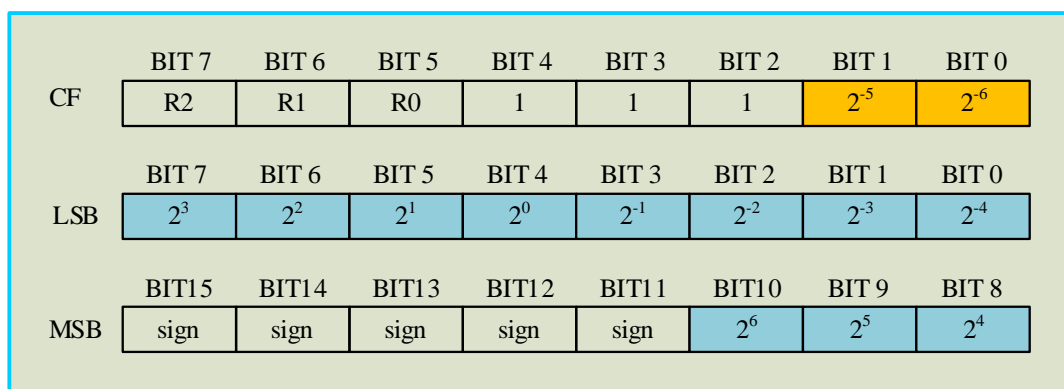 BIT 7 BIT 6 BIT 5 BIT 4 BIT 3 BIT 2 BIT 1 BIT 0
CF R2 R1 R0 1 1 1 2⁻⁵ 2⁻⁶
BIT 7 BIT 6 BIT 5 BIT 4 BIT 3 BIT 2 BIT 1 BIT 0
LSB 2³ 2² 2¹ 2⁰ 2⁻¹ 2⁻² 2⁻³ 2⁻⁴
BIT15 BIT14 BIT13 BIT12 BIT11 BIT10 BIT 9 BIT 8
MSB sign sign sign sign sign 2⁶ 2⁵ 2⁴